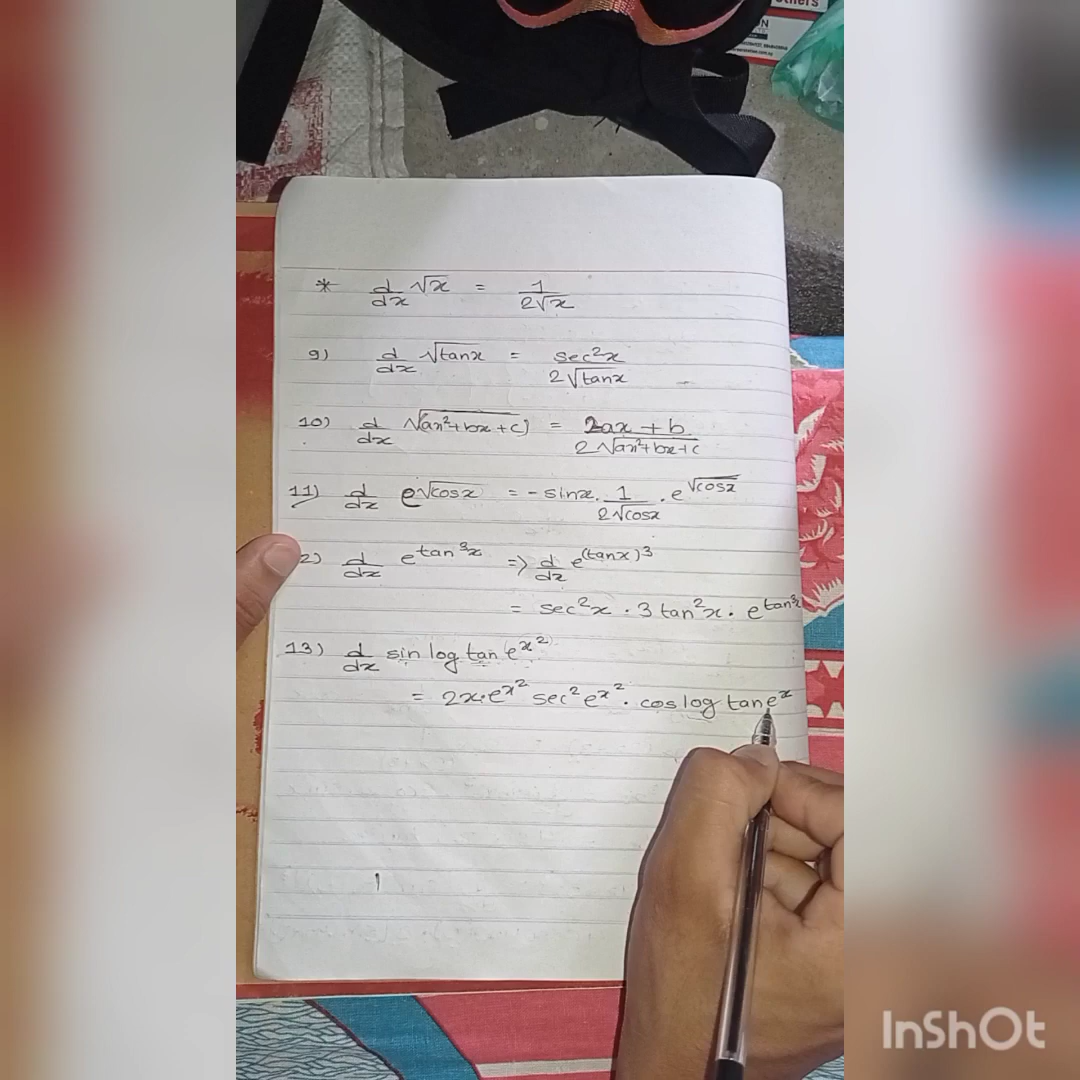 others
* d/dx √x = 1/2√x
9) d/dx √tanx = sec²x/2√tanx
10) d/dx √(ax²+bx+c) = 2ax+b/2√ax²+bx+c
11) d/dx e√cosx = -sinx. 1/2√cosx . e^√cosx
2) d/dx e^tan³x => d/dx e^(tanx)³
= sec²x . 3 tan²x . e^tan³x
13) d/dx sin log tan e^x²
= 2x.e^x² sec² e^x² . cos log tan e^x
InShOt